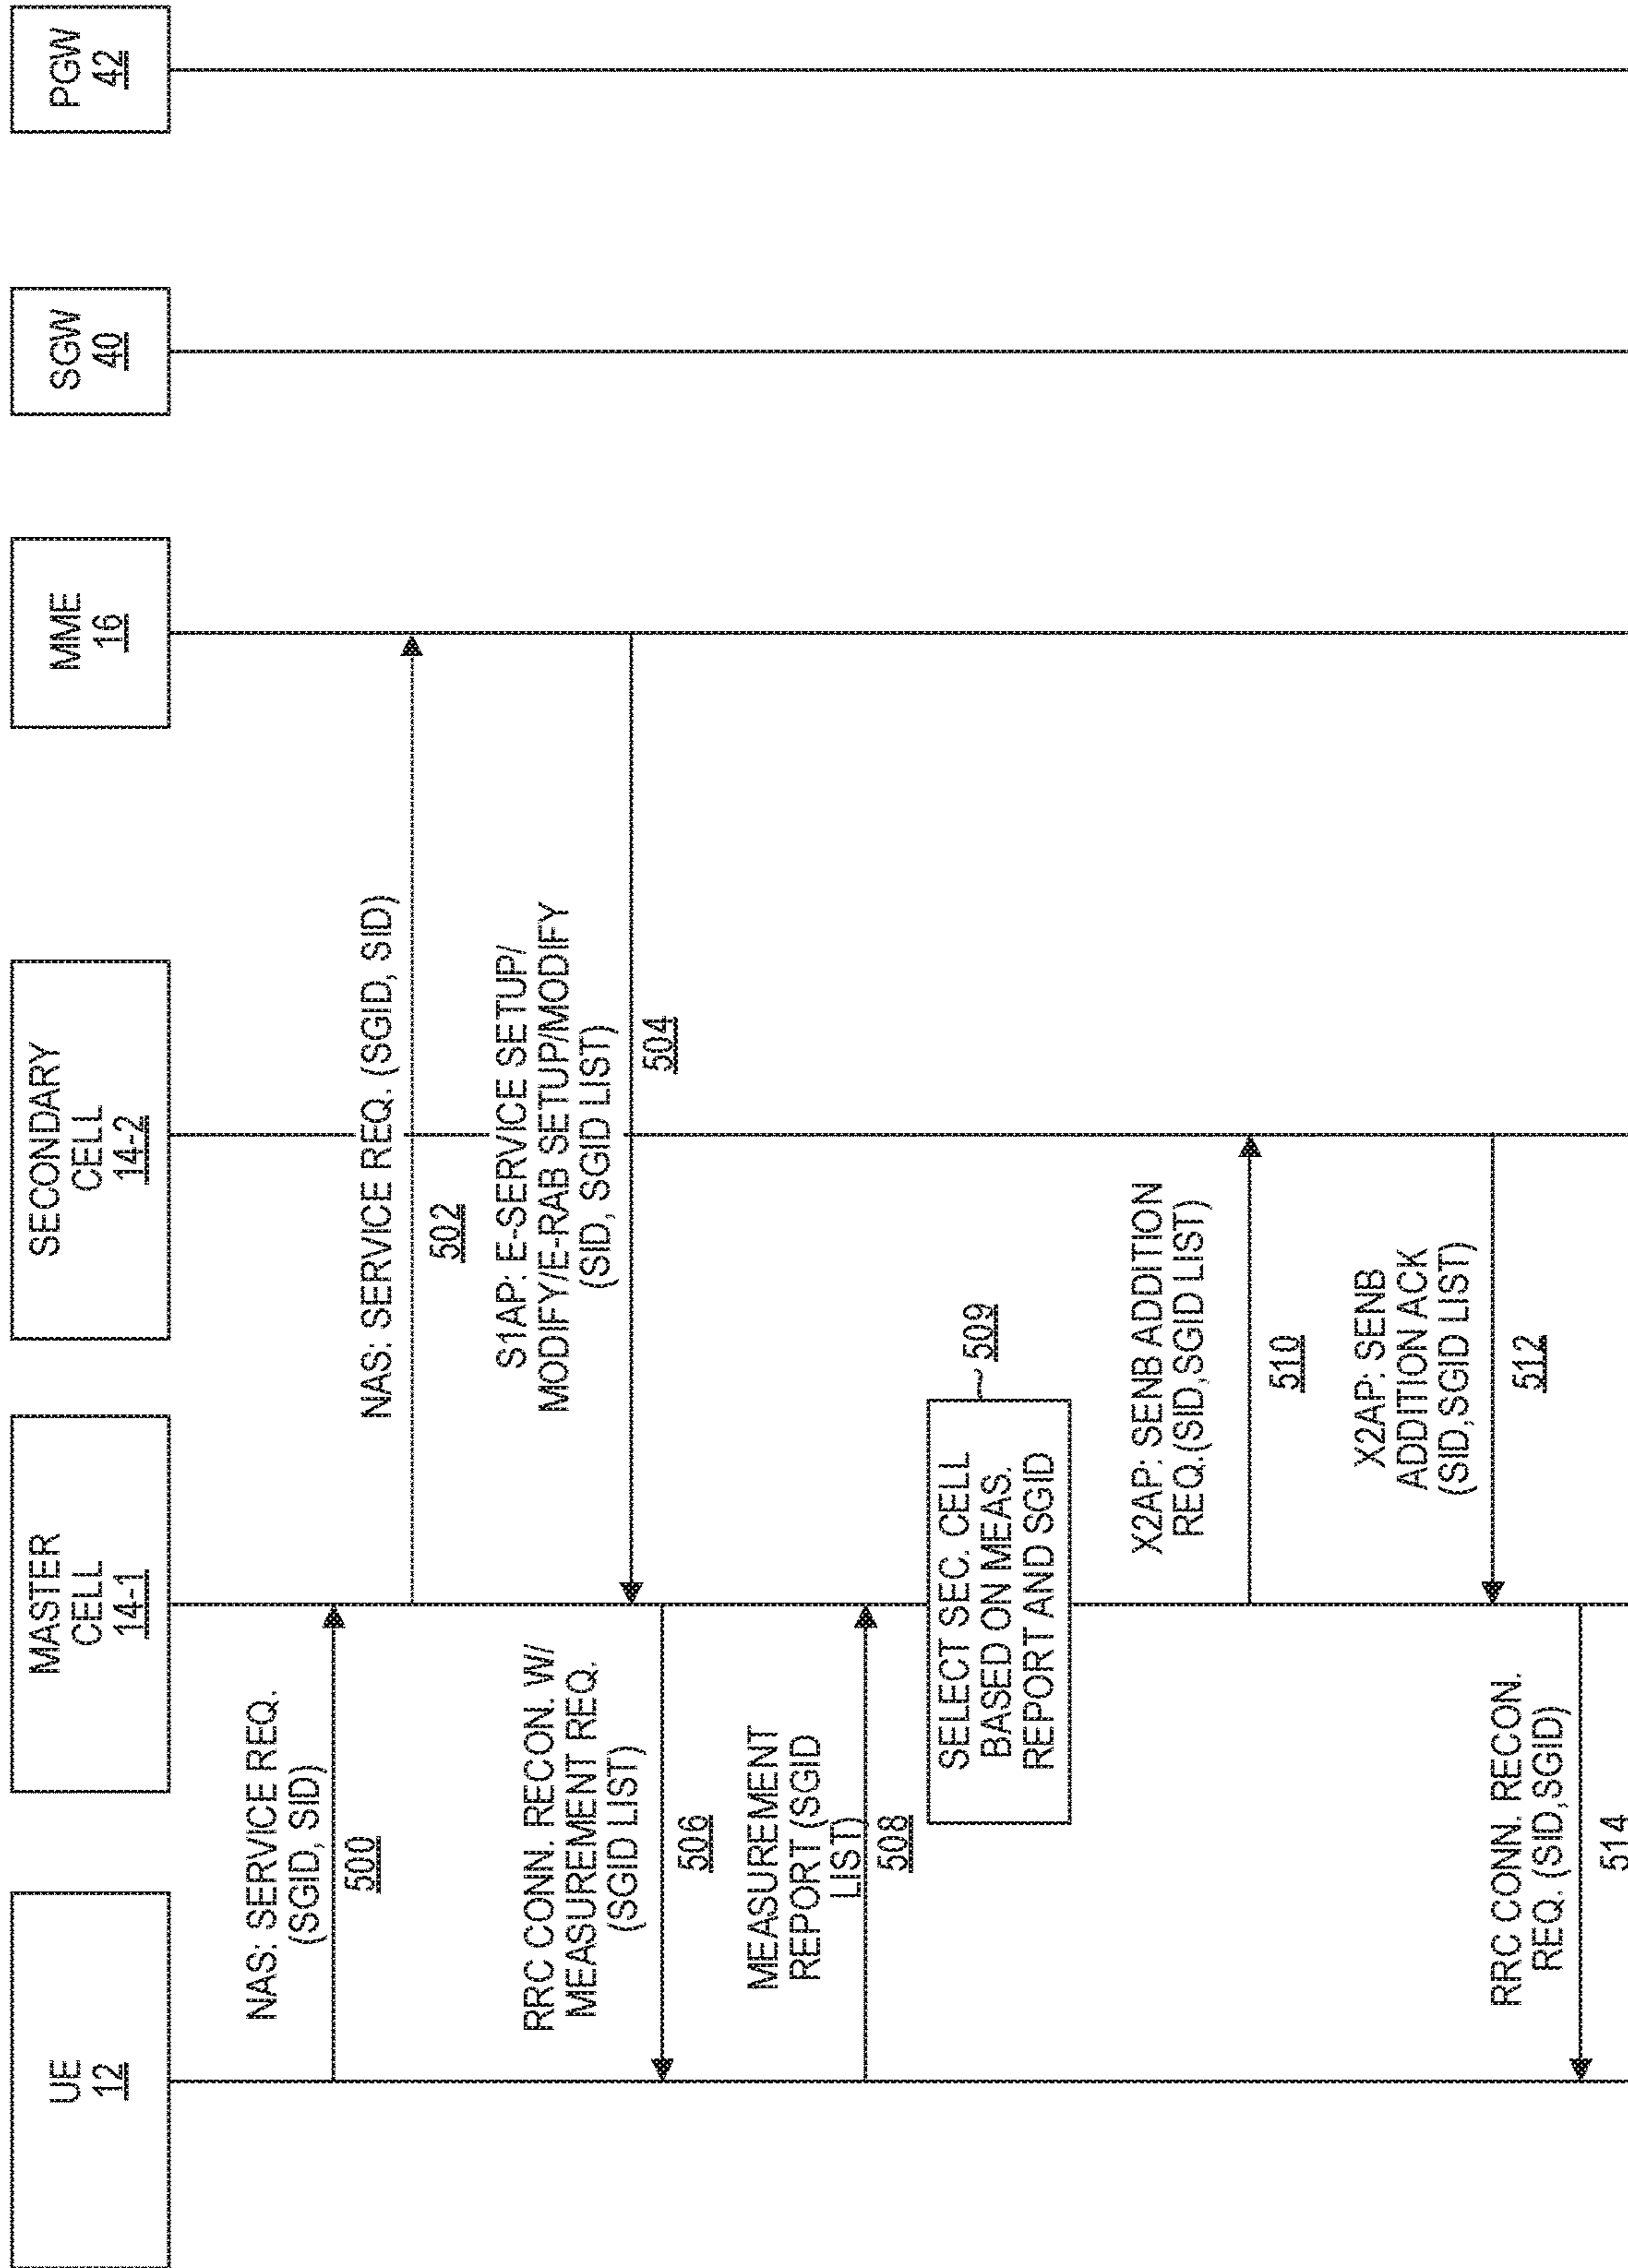 UE
12
MASTER
CELL
14-1
SECONDARY
CELL
14-2
MME
16
SGW
40
PGW
42
NAS: SERVICE REQ.
(SGID, SID)
500
NAS: SERVICE REQ. (SGID, SID)
502
S1AP: E-SERVICE SETUP/
MODIFY/E-RAB SETUP/MODIFY
(SID, SGID LIST)
504
RRC CONN. RECON. W/
MEASUREMENT REQ.
(SGID LIST)
506
MEASUREMENT
REPORT (SGID
LIST)
508
SELECT SEC. CELL
BASED ON MEAS.
REPORT AND SGID
509
X2AP: SENB ADDITION
REQ.(SID,SGID LIST)
510
X2AP: SENB
ADDITION ACK
(SID,SGID LIST)
512
RRC CONN. RECON.
REQ. (SID,SGID)
514